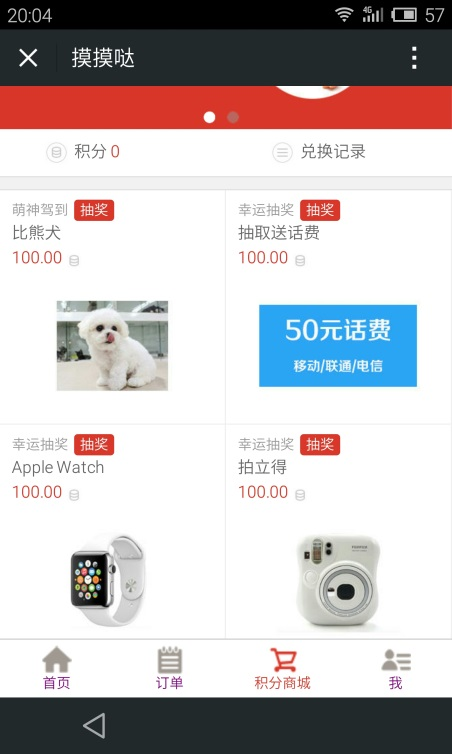 20:04
4G
57
摸摸哒
积分 0
兑换记录
萌神驾到 抽奖
比熊犬
100.00
幸运抽奖 抽奖
抽取送话费
100.00
50元话费
移动/联通/电信
幸运抽奖 抽奖
Apple Watch
100.00
幸运抽奖 抽奖
拍立得
100.00
首页
订单
积分商城
我